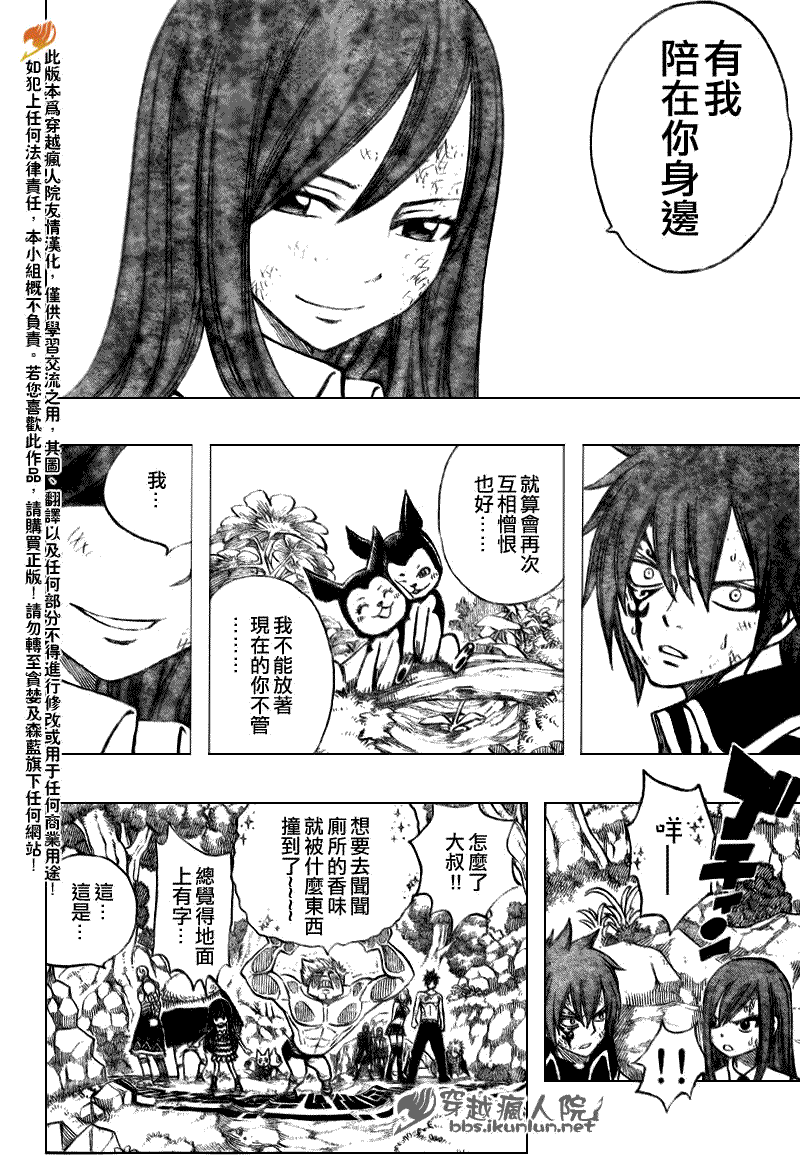 有我
陪在你身邊
就算會再次
互相憎恨
也好……
我不能放著
現在的你不管
………
我…
咩—
ゴチーン
!!
怎麼了
大叔!!
想要去聞聞
廁所的香味
就被什麼東西
撞到了~~~~
總覺得地面
上有字…
這…
這是…
此版本爲穿越瘋人院友情漢化，僅供學習交流之用，其圖、翻譯以及任何部份不得進行修改或用于任何商業用途！
如犯上任何法律責任，本小組概不負責。若您喜歡此作品，請購買正版！請勿轉至貪婪及森藍旗下任何網站！
穿越瘋人院
bbs.ikunlun.net